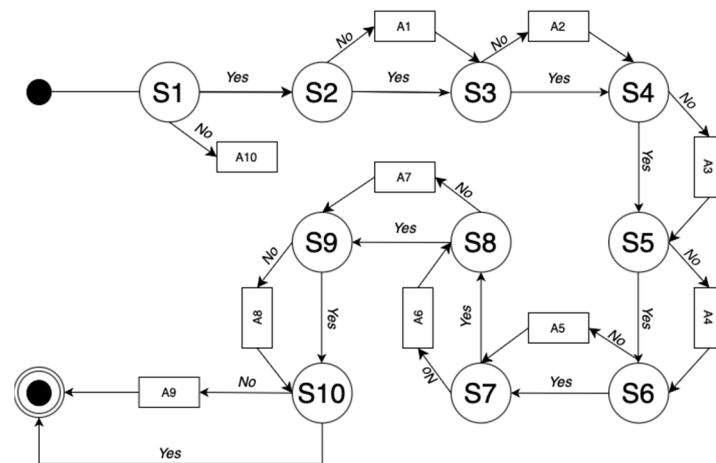 No A1 No A2
S1 Yes S2 Yes S3 Yes S4 No
No
A10
Yes A3
A7 No
S9 Yes S8 S5 No
No
A8 Yes A6 Yes A5 No Yes A4
No
S10 No A9 S7 Yes S6
Yes